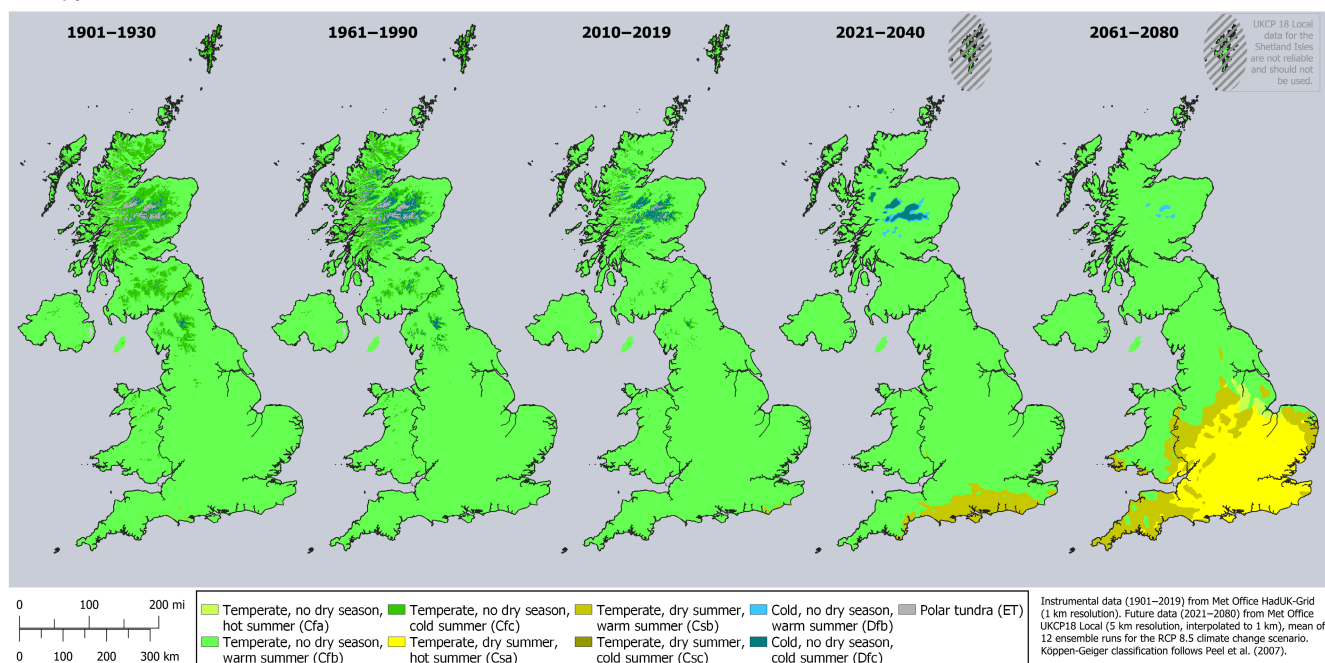 1901−1930
1961−1990
2010−2019
2021−2040
2061−2080
UKCP 18 Local
data for the
Shetland Isles
are not reliable
and should not
be used.
0 100 200 mi
0 100 200 300 km
Temperate, no dry season,
hot summer (Cfa)
Temperate, no dry season,
warm summer (Cfb)
Temperate, no dry season,
cold summer (Cfc)
Temperate, dry summer,
hot summer (Csa)
Temperate, dry summer,
warm summer (Csb)
Temperate, dry summer,
cold summer (Csc)
Cold, no dry season,
warm summer (Dfb)
Cold, no dry season,
cold summer (Dfc)
Polar tundra (ET)
Instrumental data (1901−2019) from Met Office HadUK-Grid
(1 km resolution). Future data (2021−2080) from Met Office
UKCP18 Local (5 km resolution, interpolated to 1 km), mean of
12 ensemble runs for the RCP 8.5 climate change scenario.
Köppen-Geiger classification follows Peel et al. (2007).